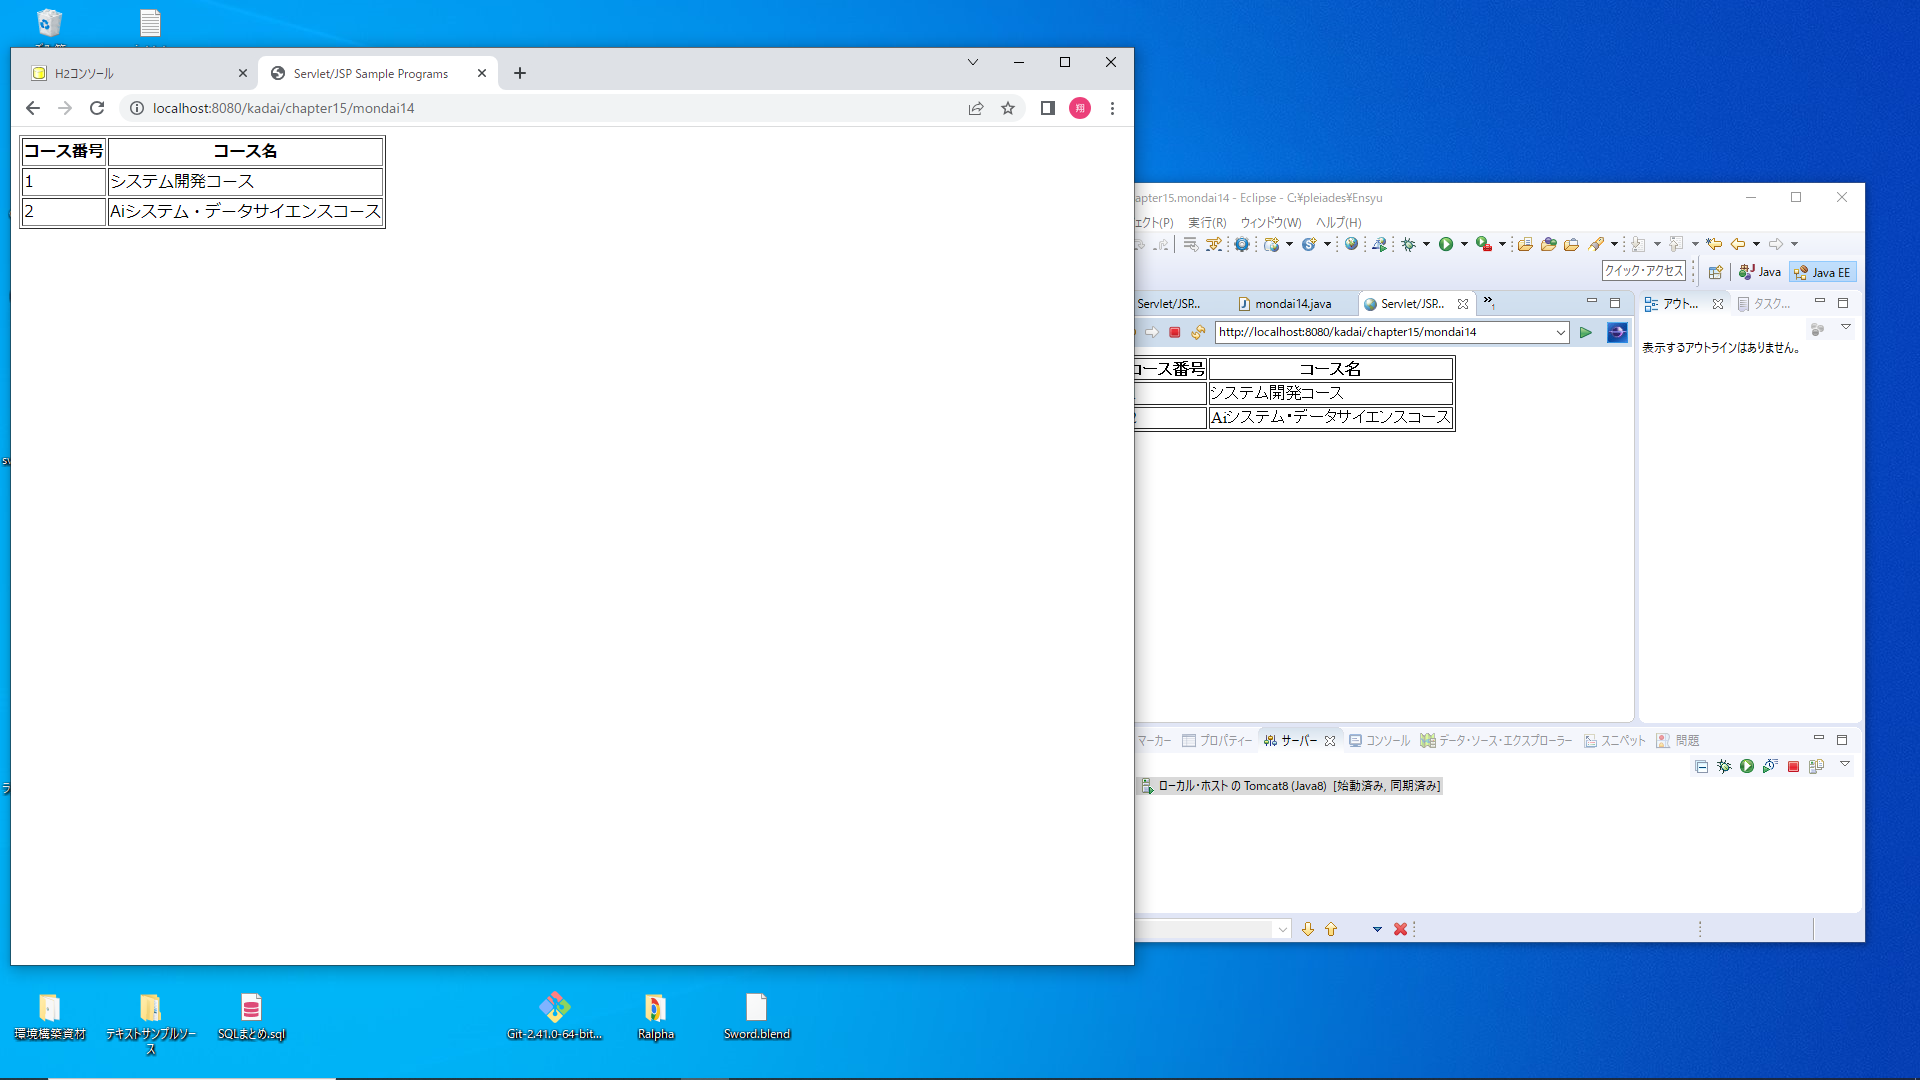 H2コンソール
Servlet/JSP Sample Programs
localhost:8080/kadai/chapter15/mondai14
翔
コース番号 コース名
1 システム開発コース
2 Aiシステム・データサイエンスコース
apter15.mondai14 - Eclipse - C:¥pleiades¥Ensyu
ェクト(P) 実行(R) ウィンドウ(W) ヘルプ(H)
クイック・アクセス
Java
Java EE
Servlet/JSP...
mondai14.java
Servlet/JSP...
»1
アウト...
タスク...
http://localhost:8080/kadai/chapter15/mondai14
表示するアウトラインはありません。
コース番号 コース名
システム開発コース
2 Aiシステム・データサイエンスコース
マーカー プロパティー サーバー コンソール データ・ソース・エクスプローラー スニペット 問題
ローカル・ホスト の Tomcat8 (Java8) [始動済み, 同期済み]
環境構築資材
テキストサンプルソース
SQLまとめ.sql
Git-2.41.0-64-bit...
Ralpha
Sword.blend